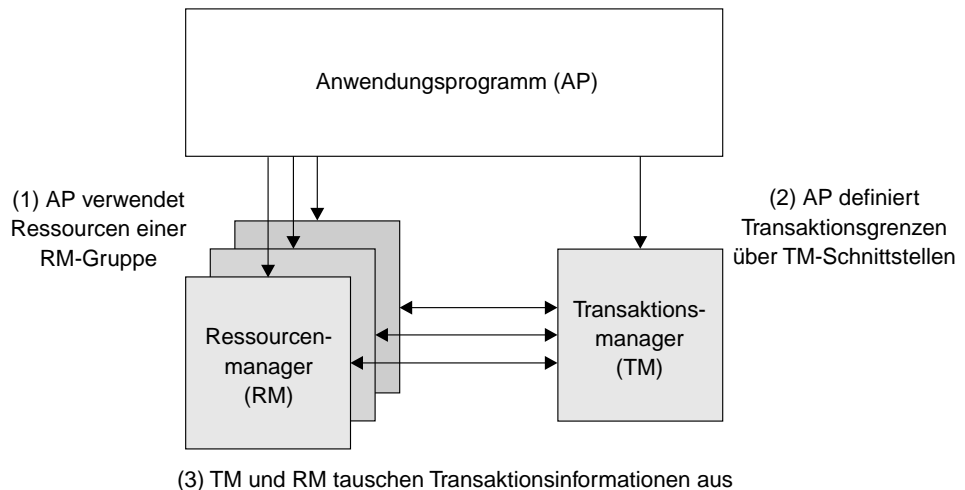 Anwendungsprogramm (AP)
(1) AP verwendet
Ressourcen einer
RM-Gruppe
(2) AP definiert
Transaktionsgrenzen
über TM-Schnittstellen
Ressourcen-
manager
(RM)
Transaktions-
manager
(TM)
(3) TM und RM tauschen Transaktionsinformationen aus